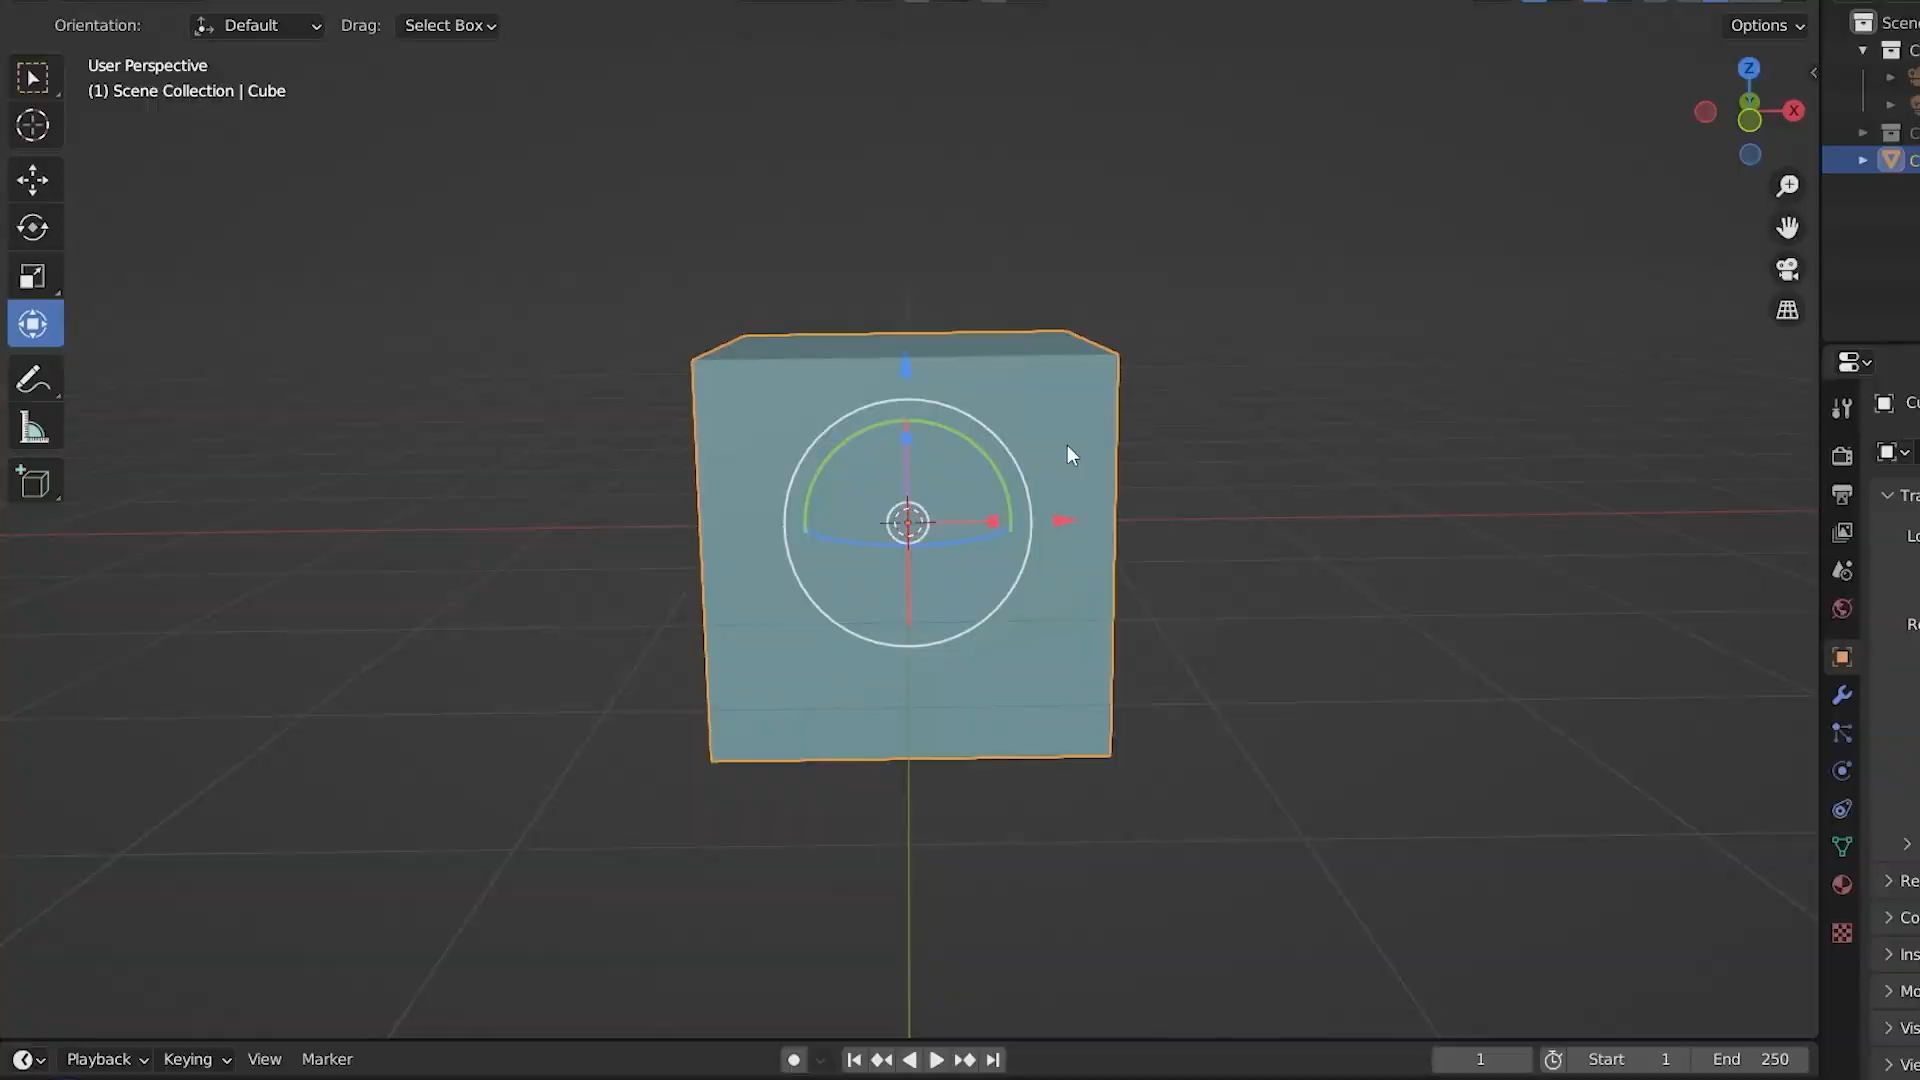 Orientation: Default Drag: Select Box Options
User Perspective
(1) Scene Collection | Cube
Z
Y
X
Playback Keying View Marker
1 Start 1 End 250